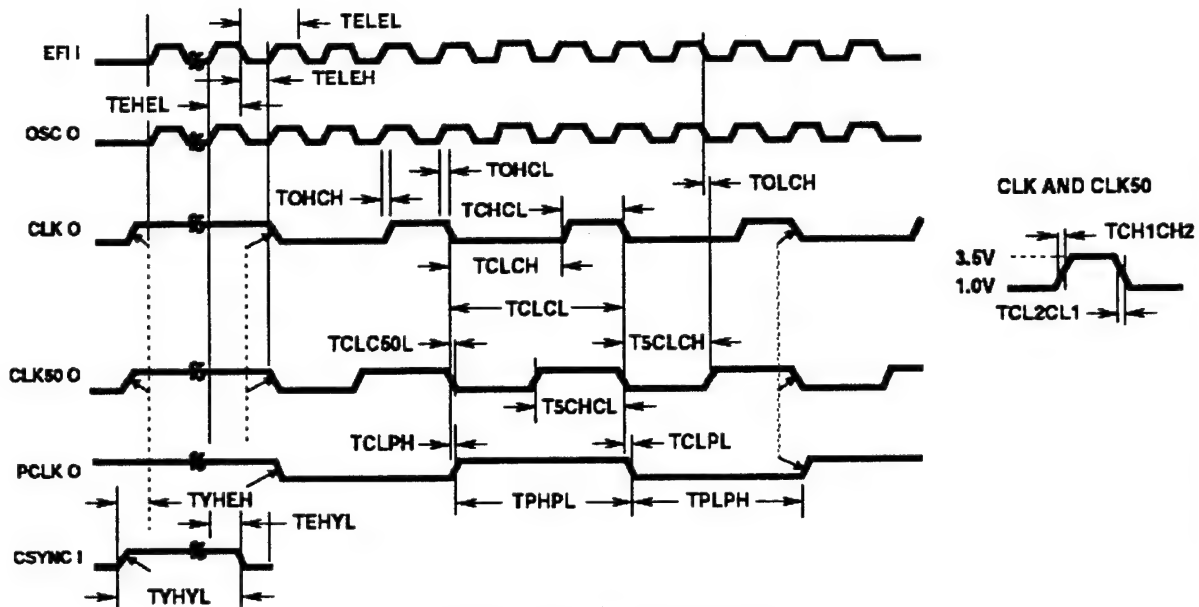 TELEL
EFI I
TELEH
TEHEL
OSC O
TOHCL
TOLCH
CLK AND CLK50
TOHCH
TCHCL
TCH1CH2
CLK O
3.5V
TCLCH
1.0V
TCLCL
TCL2CL1
TCLC50L
T5CLCH
CLK50 O
T5CHCL
TCLPH
TCLPL
PCLK O
TYHEH
TPHPL
TPLPH
TEHYL
CSYNC I
TYHYL